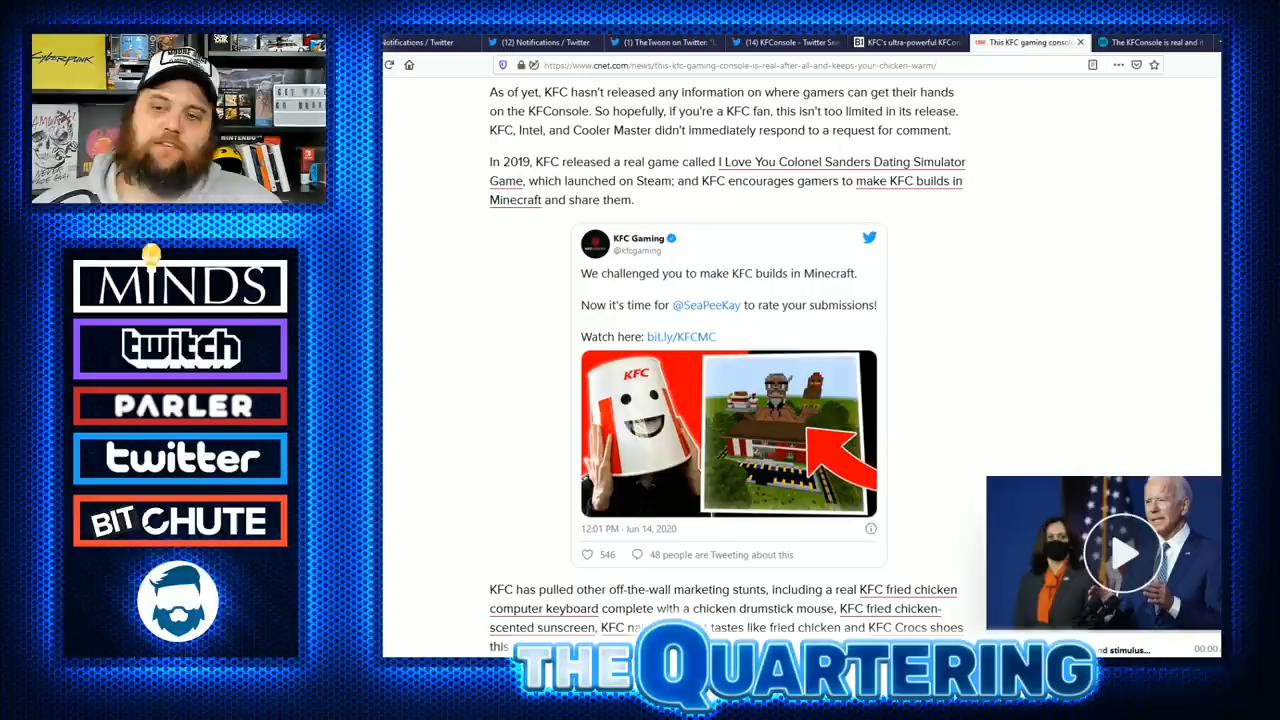 CYBERPUNK
NINTENDO
MINDS
twitch
PARLER
twitter
BIT CHUTE
Notifications / Twitter
(12) Notifications / Twitter
(1) TheTwoon on Twitter: "L
(14) KFConsole - Twitter Sea
KFC's ultra-powerful KFCon
This KFC gaming consol
The KFConsole is real and it
https://www.cnet.com/news/this-kfc-gaming-console-is-real-after-all-and-keeps-your-chicken-warm/
As of yet, KFC hasn't released any information on where gamers can get their hands
on the KFConsole. So hopefully, if you're a KFC fan, this isn't too limited in its release.
KFC, Intel, and Cooler Master didn't immediately respond to a request for comment.
In 2019, KFC released a real game called I Love You Colonel Sanders Dating Simulator
Game, which launched on Steam; and KFC encourages gamers to make KFC builds in
Minecraft and share them.
KFC Gaming
@kfcgaming
We challenged you to make KFC builds in Minecraft.
Now it's time for @SeaPeeKay to rate your submissions!
Watch here: bit.ly/KFCMC
KFC
12:01 PM · Jun 14, 2020
546 48 people are Tweeting about this
KFC has pulled other off-the-wall marketing stunts, including a real KFC fried chicken
computer keyboard complete with a chicken drumstick mouse, KFC fried chicken-
scented sunscreen, KFC na t tastes like fried chicken and KFC Crocs shoes
this
nd stimulus... 00:00
THE QUARTERING